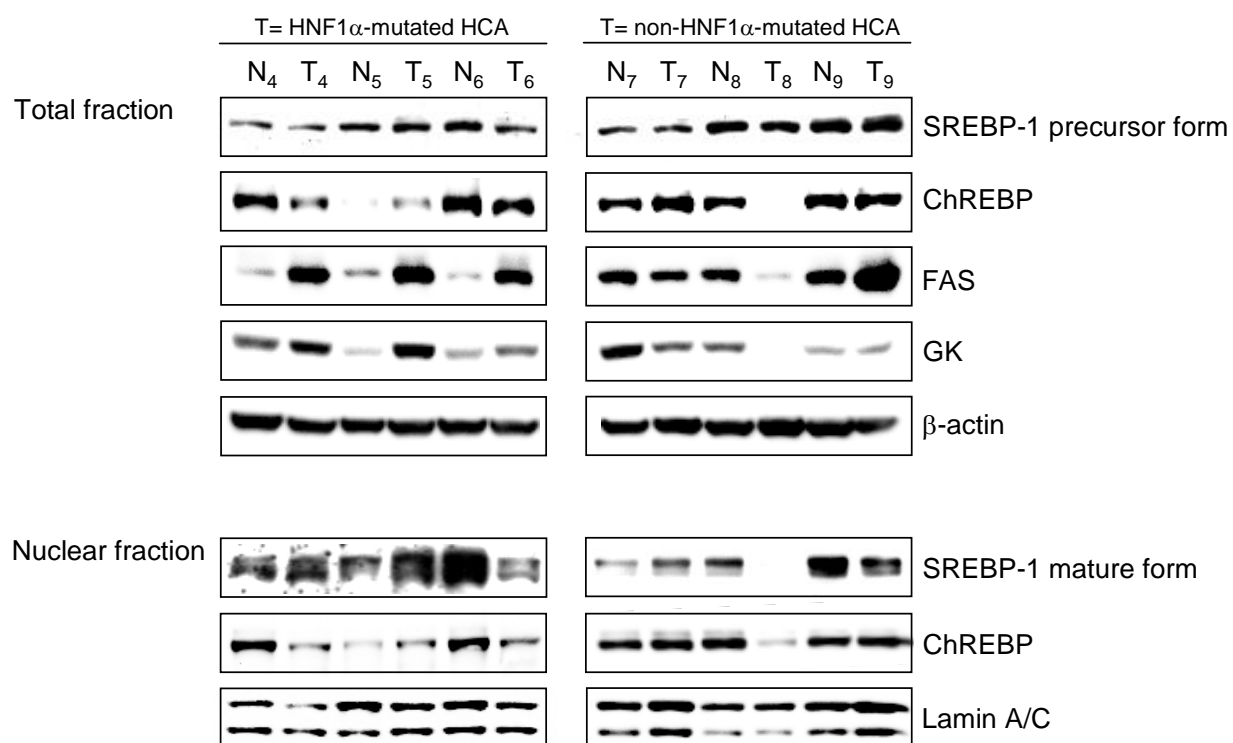 T= HNF1α-mutated HCA
T= non-HNF1α-mutated HCA
N4 T4 N5 T5 N6 T6
N7 T7 N8 T8 N9 T9
Total fraction
SREBP-1 precursor form
ChREBP
FAS
GK
β-actin
Nuclear fraction
SREBP-1 mature form
ChREBP
Lamin A/C